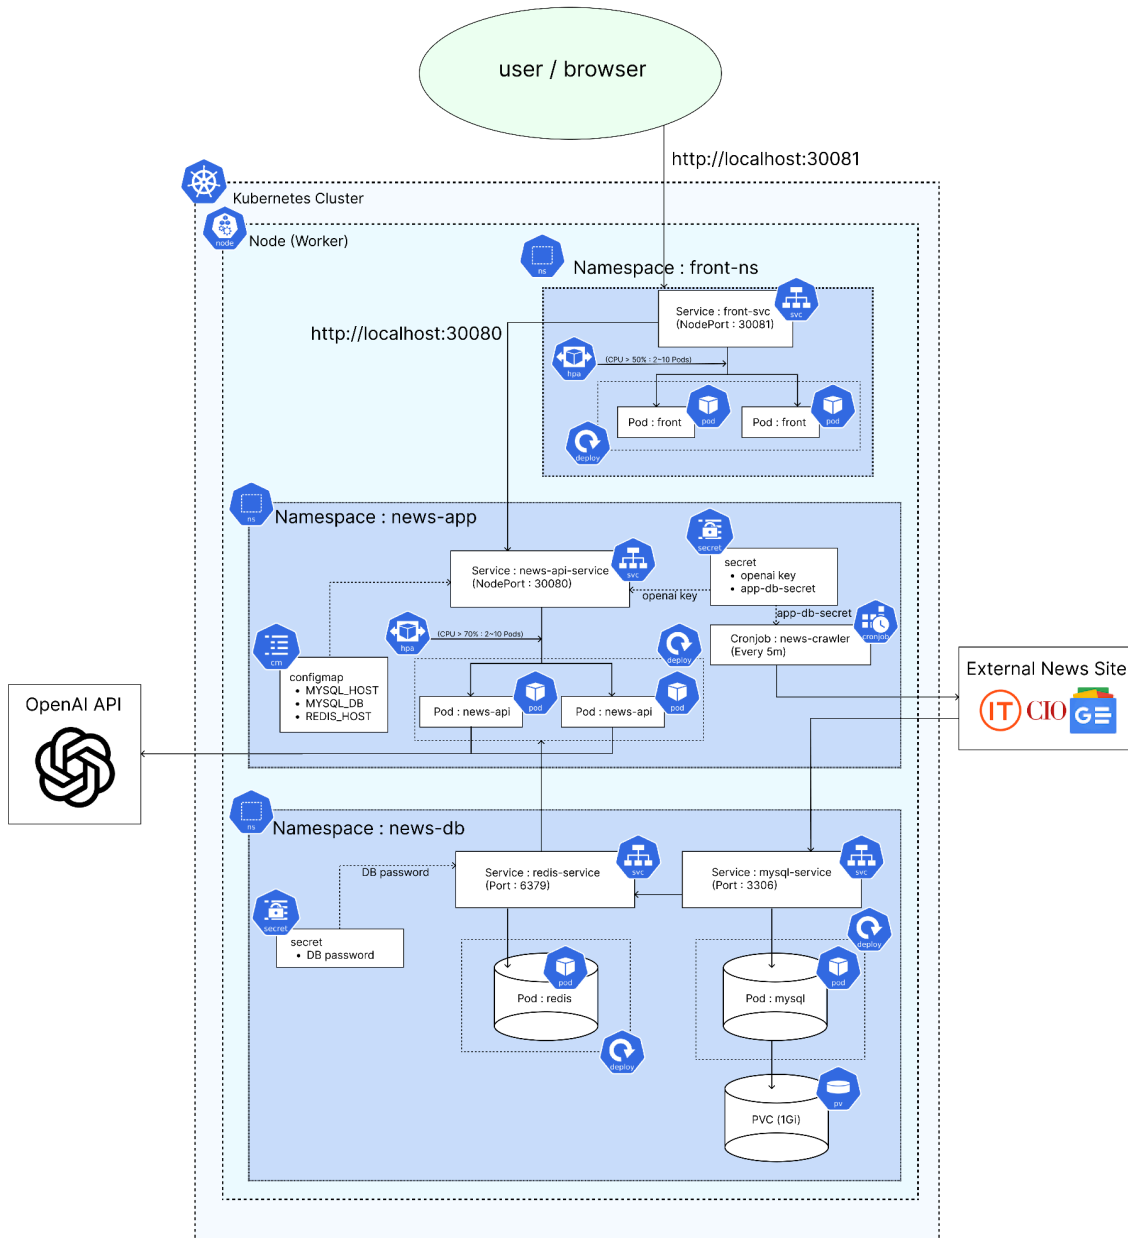 user / browser
http://localhost:30081
Kubernetes Cluster
node
Node (Worker)
ns
Namespace : front-ns
Service : front-svc
(NodePort : 30081)
svc
http://localhost:30080
hpa
(CPU > 50% : 2~10 Pods)
Pod : front
pod
Pod : front
pod
deploy
ns
Namespace : news-app
Service : news-api-service
(NodePort : 30080)
svc
secret
secret
• openai key
• app-db-secret
openai key
app-db-secret
Cronjob : news-crawler
(Every 5m)
cronjob
hpa
(CPU > 70% : 2~10 Pods)
deploy
cm
configmap
• MYSQL_HOST
• MYSQL_DB
• REDIS_HOST
Pod : news-api
pod
Pod : news-api
pod
OpenAI API
External News Site
IT
CIO
GE
ns
Namespace : news-db
DB password
Service : redis-service
(Port : 6379)
svc
Service : mysql-service
(Port : 3306)
svc
secret
secret
• DB password
deploy
Pod : redis
pod
deploy
Pod : mysql
pod
PVC (1Gi)
pv